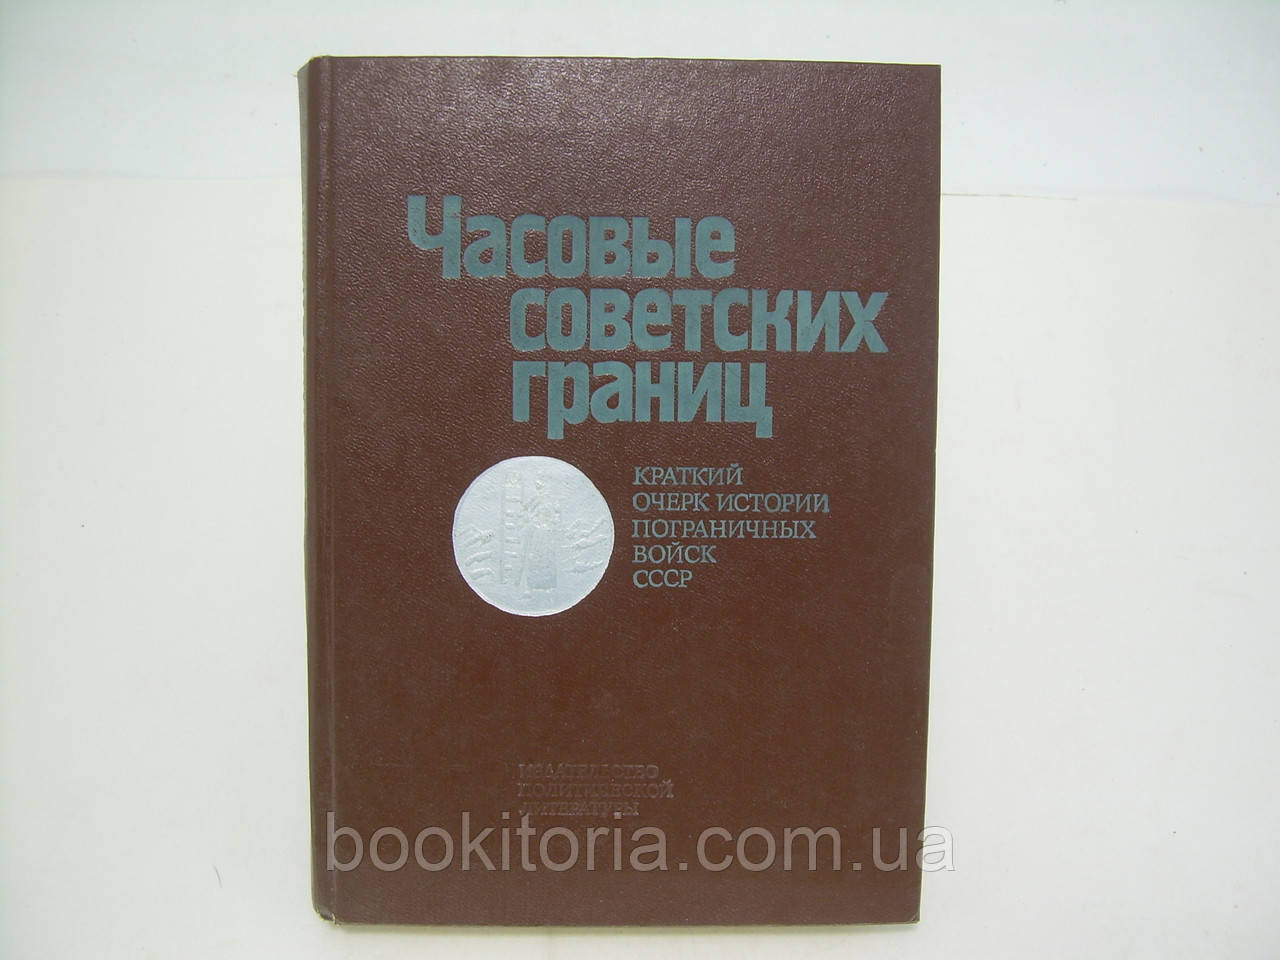 Часовые
советских
границ
КРАТКИЙ
ОЧЕРК ИСТОРИИ
ПОГРАНИЧНЫХ
ВОЙСК
СССР
ИЗДАТЕЛЬСТВО
ПОЛИТИЧЕСКОЙ
ЛИТЕРАТУРЫ
bookitoria.com.ua